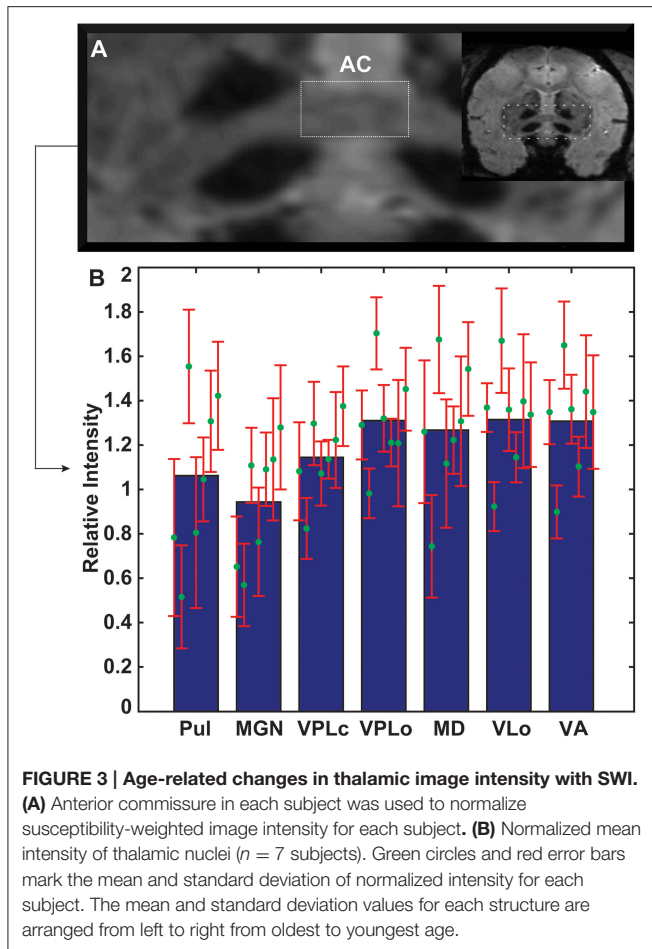 A
AC
B
2
1.8
1.6
1.4
1.2
1
0.8
0.6
0.4
0.2
0
Relative Intensity
Pul MGN VPLc VPLo MD VLo VA
FIGURE 3 | Age-related changes in thalamic image intensity with SWI.
(A) Anterior commissure in each subject was used to normalize
susceptibility-weighted image intensity for each subject. (B) Normalized mean
intensity of thalamic nuclei (n = 7 subjects). Green circles and red error bars
mark the mean and standard deviation of normalized intensity for each
subject. The mean and standard deviation values for each structure are
arranged from left to right from oldest to youngest age.